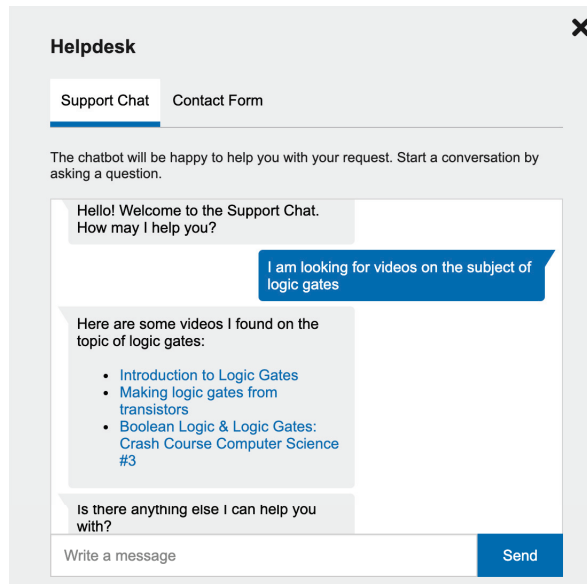 Helpdesk
Support Chat
Contact Form
The chatbot will be happy to help you with your request. Start a conversation by
asking a question.
Hello! Welcome to the Support Chat.
How may I help you?
I am looking for videos on the subject of
logic gates
Here are some videos I found on the
topic of logic gates:
• Introduction to Logic Gates
• Making logic gates from
transistors
• Boolean Logic & Logic Gates:
Crash Course Computer Science
#3
Is there anything else I can help you
with?
Write a message
Send